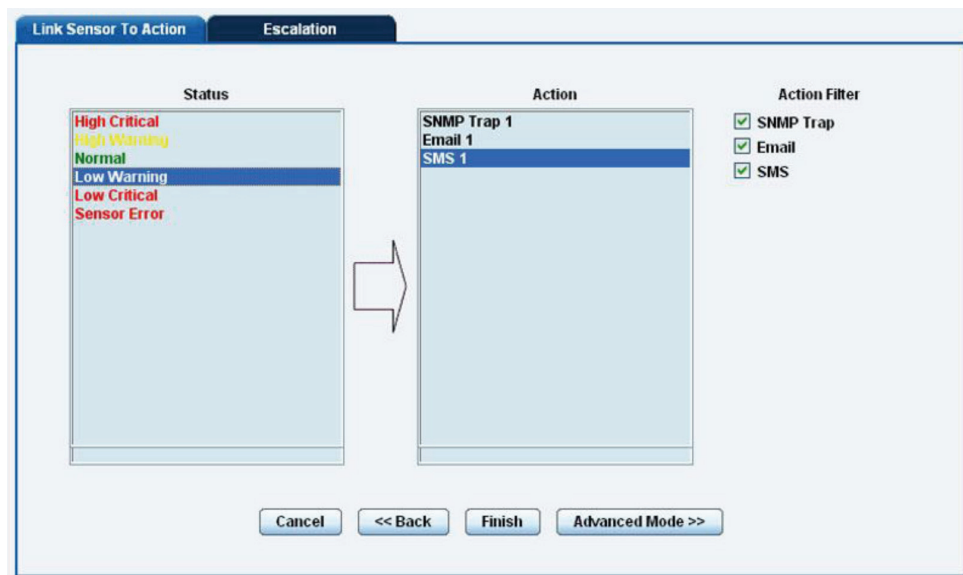 Link Sensor To Action
Escalation
Status
High Critical
High Warning
Normal
Low Warning
Low Critical
Sensor Error
Action
SNMP Trap 1
Email 1
SMS 1
Action Filter
SNMP Trap
Email
SMS
Cancel
<< Back
Finish
Advanced Mode >>